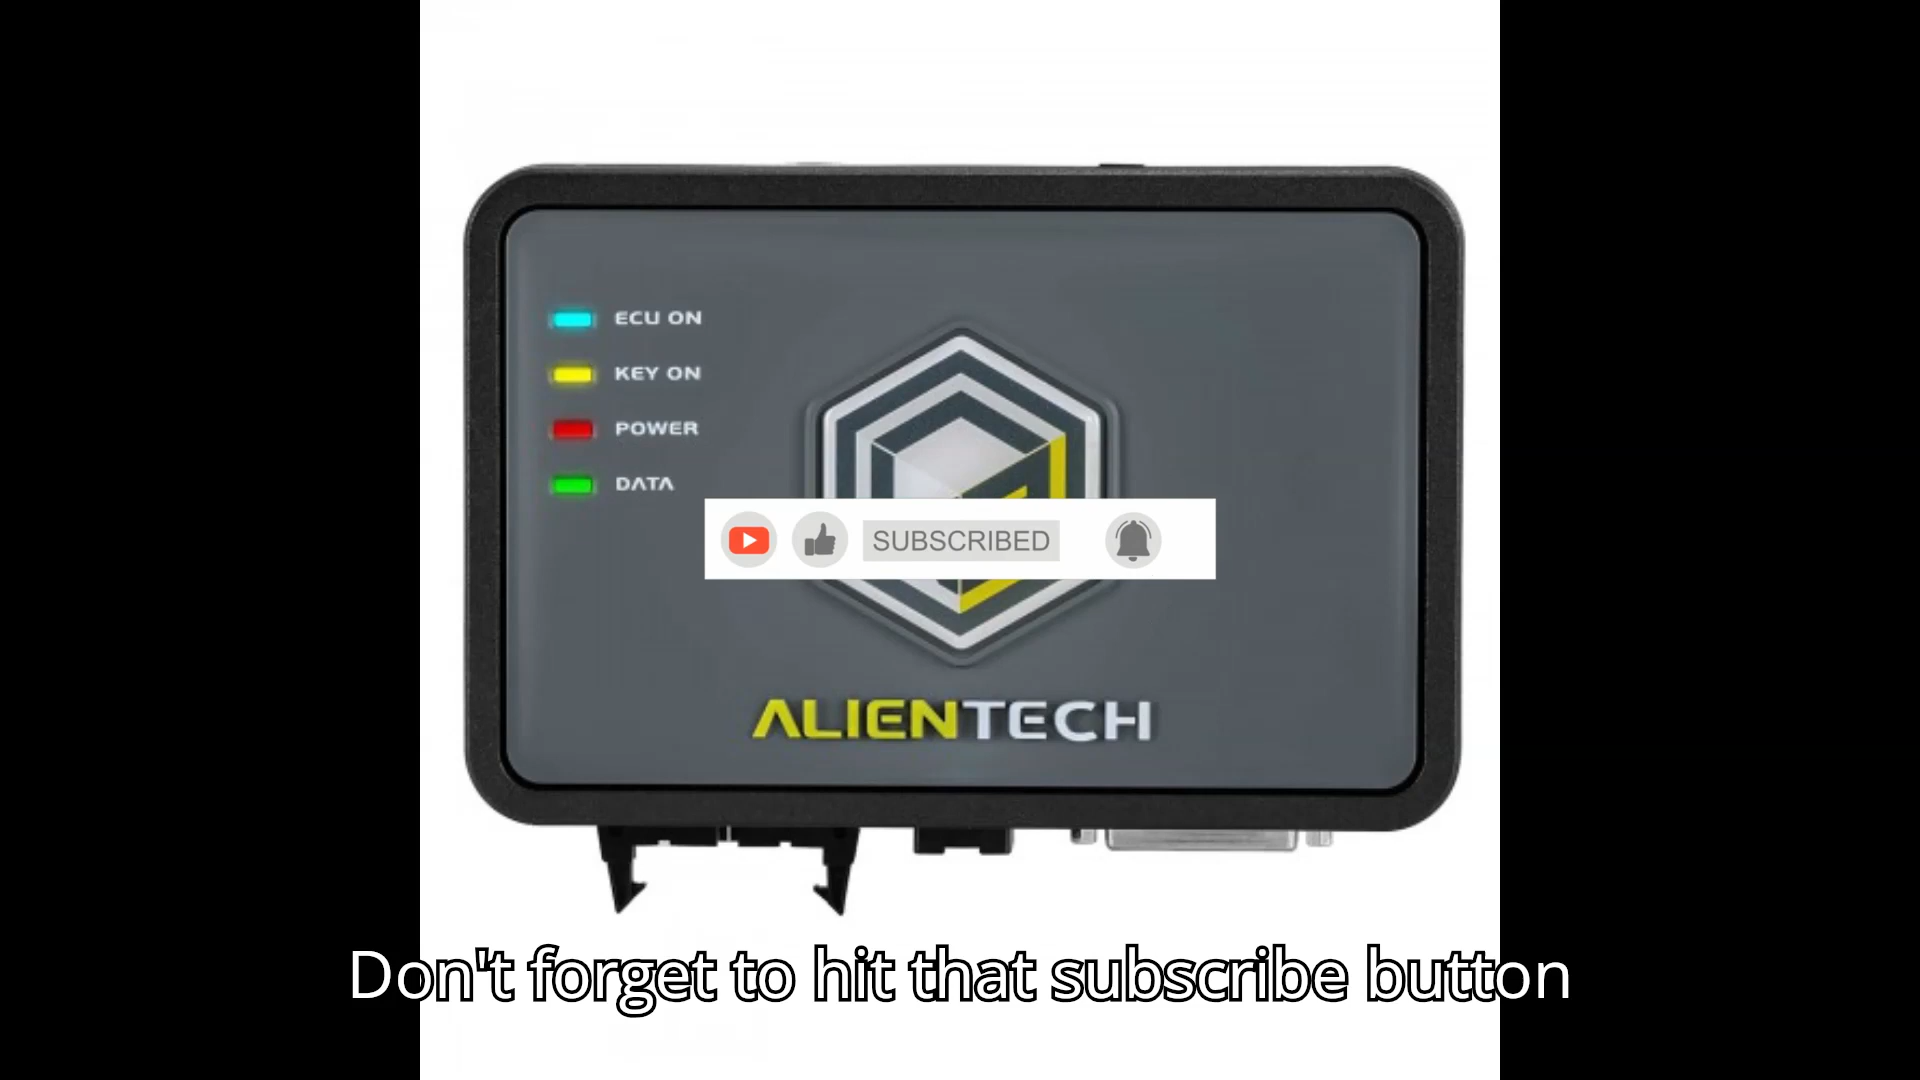 ECU ON
KEY ON
POWER
DATA
SUBSCRIBED
ALIENTECH
Don't forget to hit that subscribe button